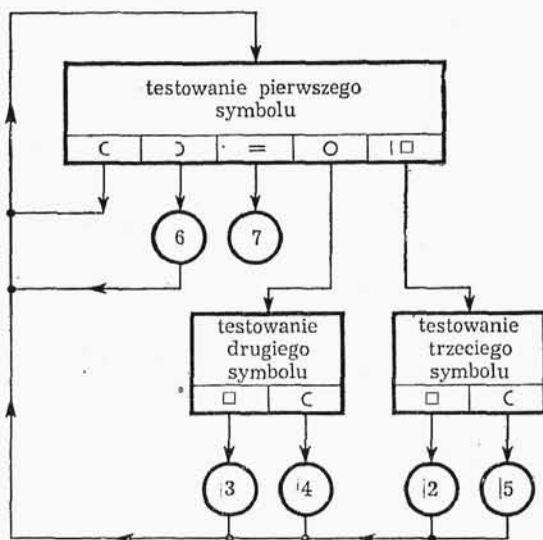 testowanie pierwszego
symbolu
⊂ ⊃ = ○ | □
6 7
testowanie
drugiego
symbolu
□ ⊂
testowanie
trzeciego
symbolu
□ ⊂
3 4 2 5